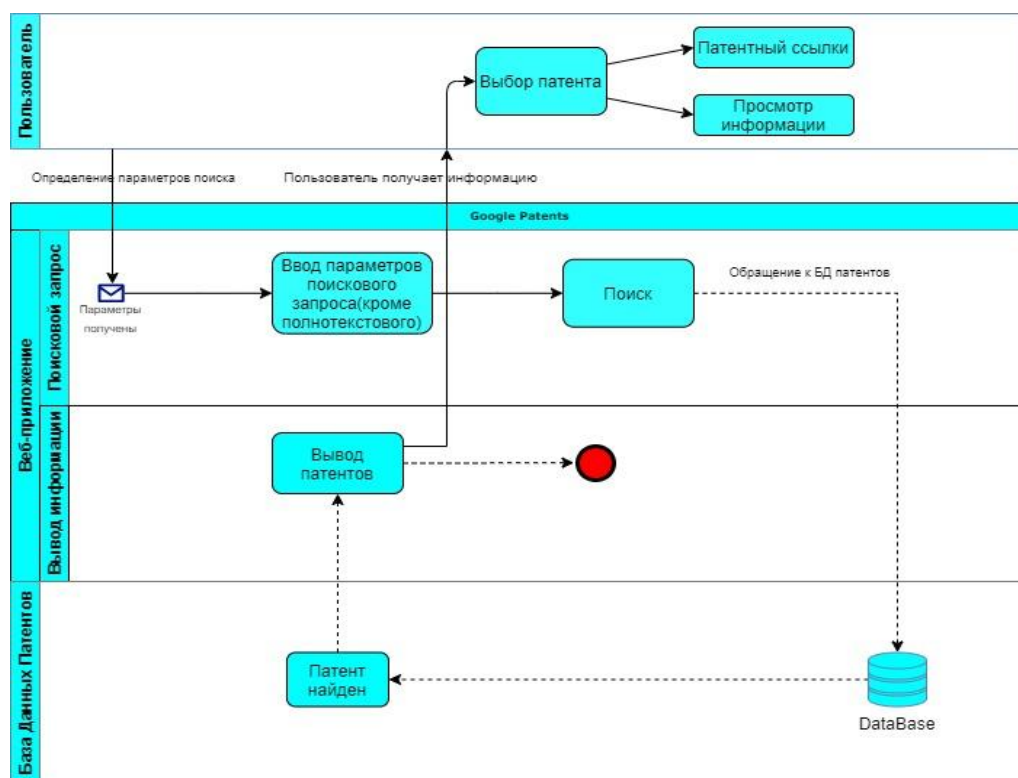 Пользователь
Выбор патента
Патентный ссылки
Просмотр
информации
Определение параметров поиска
Пользователь получает информацию
Google Patents
Веб-приложение
Поисковой запрос
Параметры
получены
Ввод параметров
поискового
запроса(кроме
полнотекстового)
Поиск
Обращение к БД патентов
Вывод информации
Вывод
патентов
База Данных Патентов
Патент
найден
DataBase